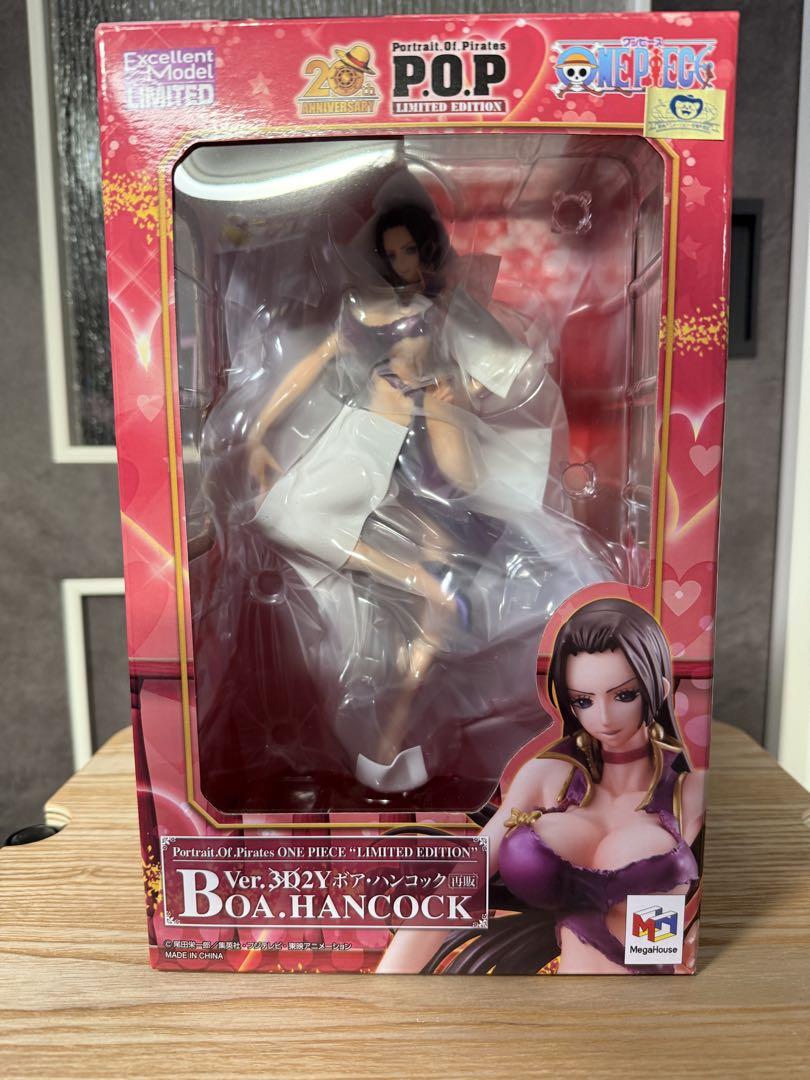 Excellent
Model
LIMITED
20th
ANNIVERSARY
Portrait.Of.Pirates
P.O.P
LIMITED EDITION
ワンピース
ONE PIECE
Portrait.Of.Pirates ONE PIECE “LIMITED EDITION”
Ver.3D2Y ボア・ハンコック 再販
BOA.HANCOCK
© 尾田栄一郎／集英社・フジテレビ・東映アニメーション
MADE IN CHINA
MegaHouse